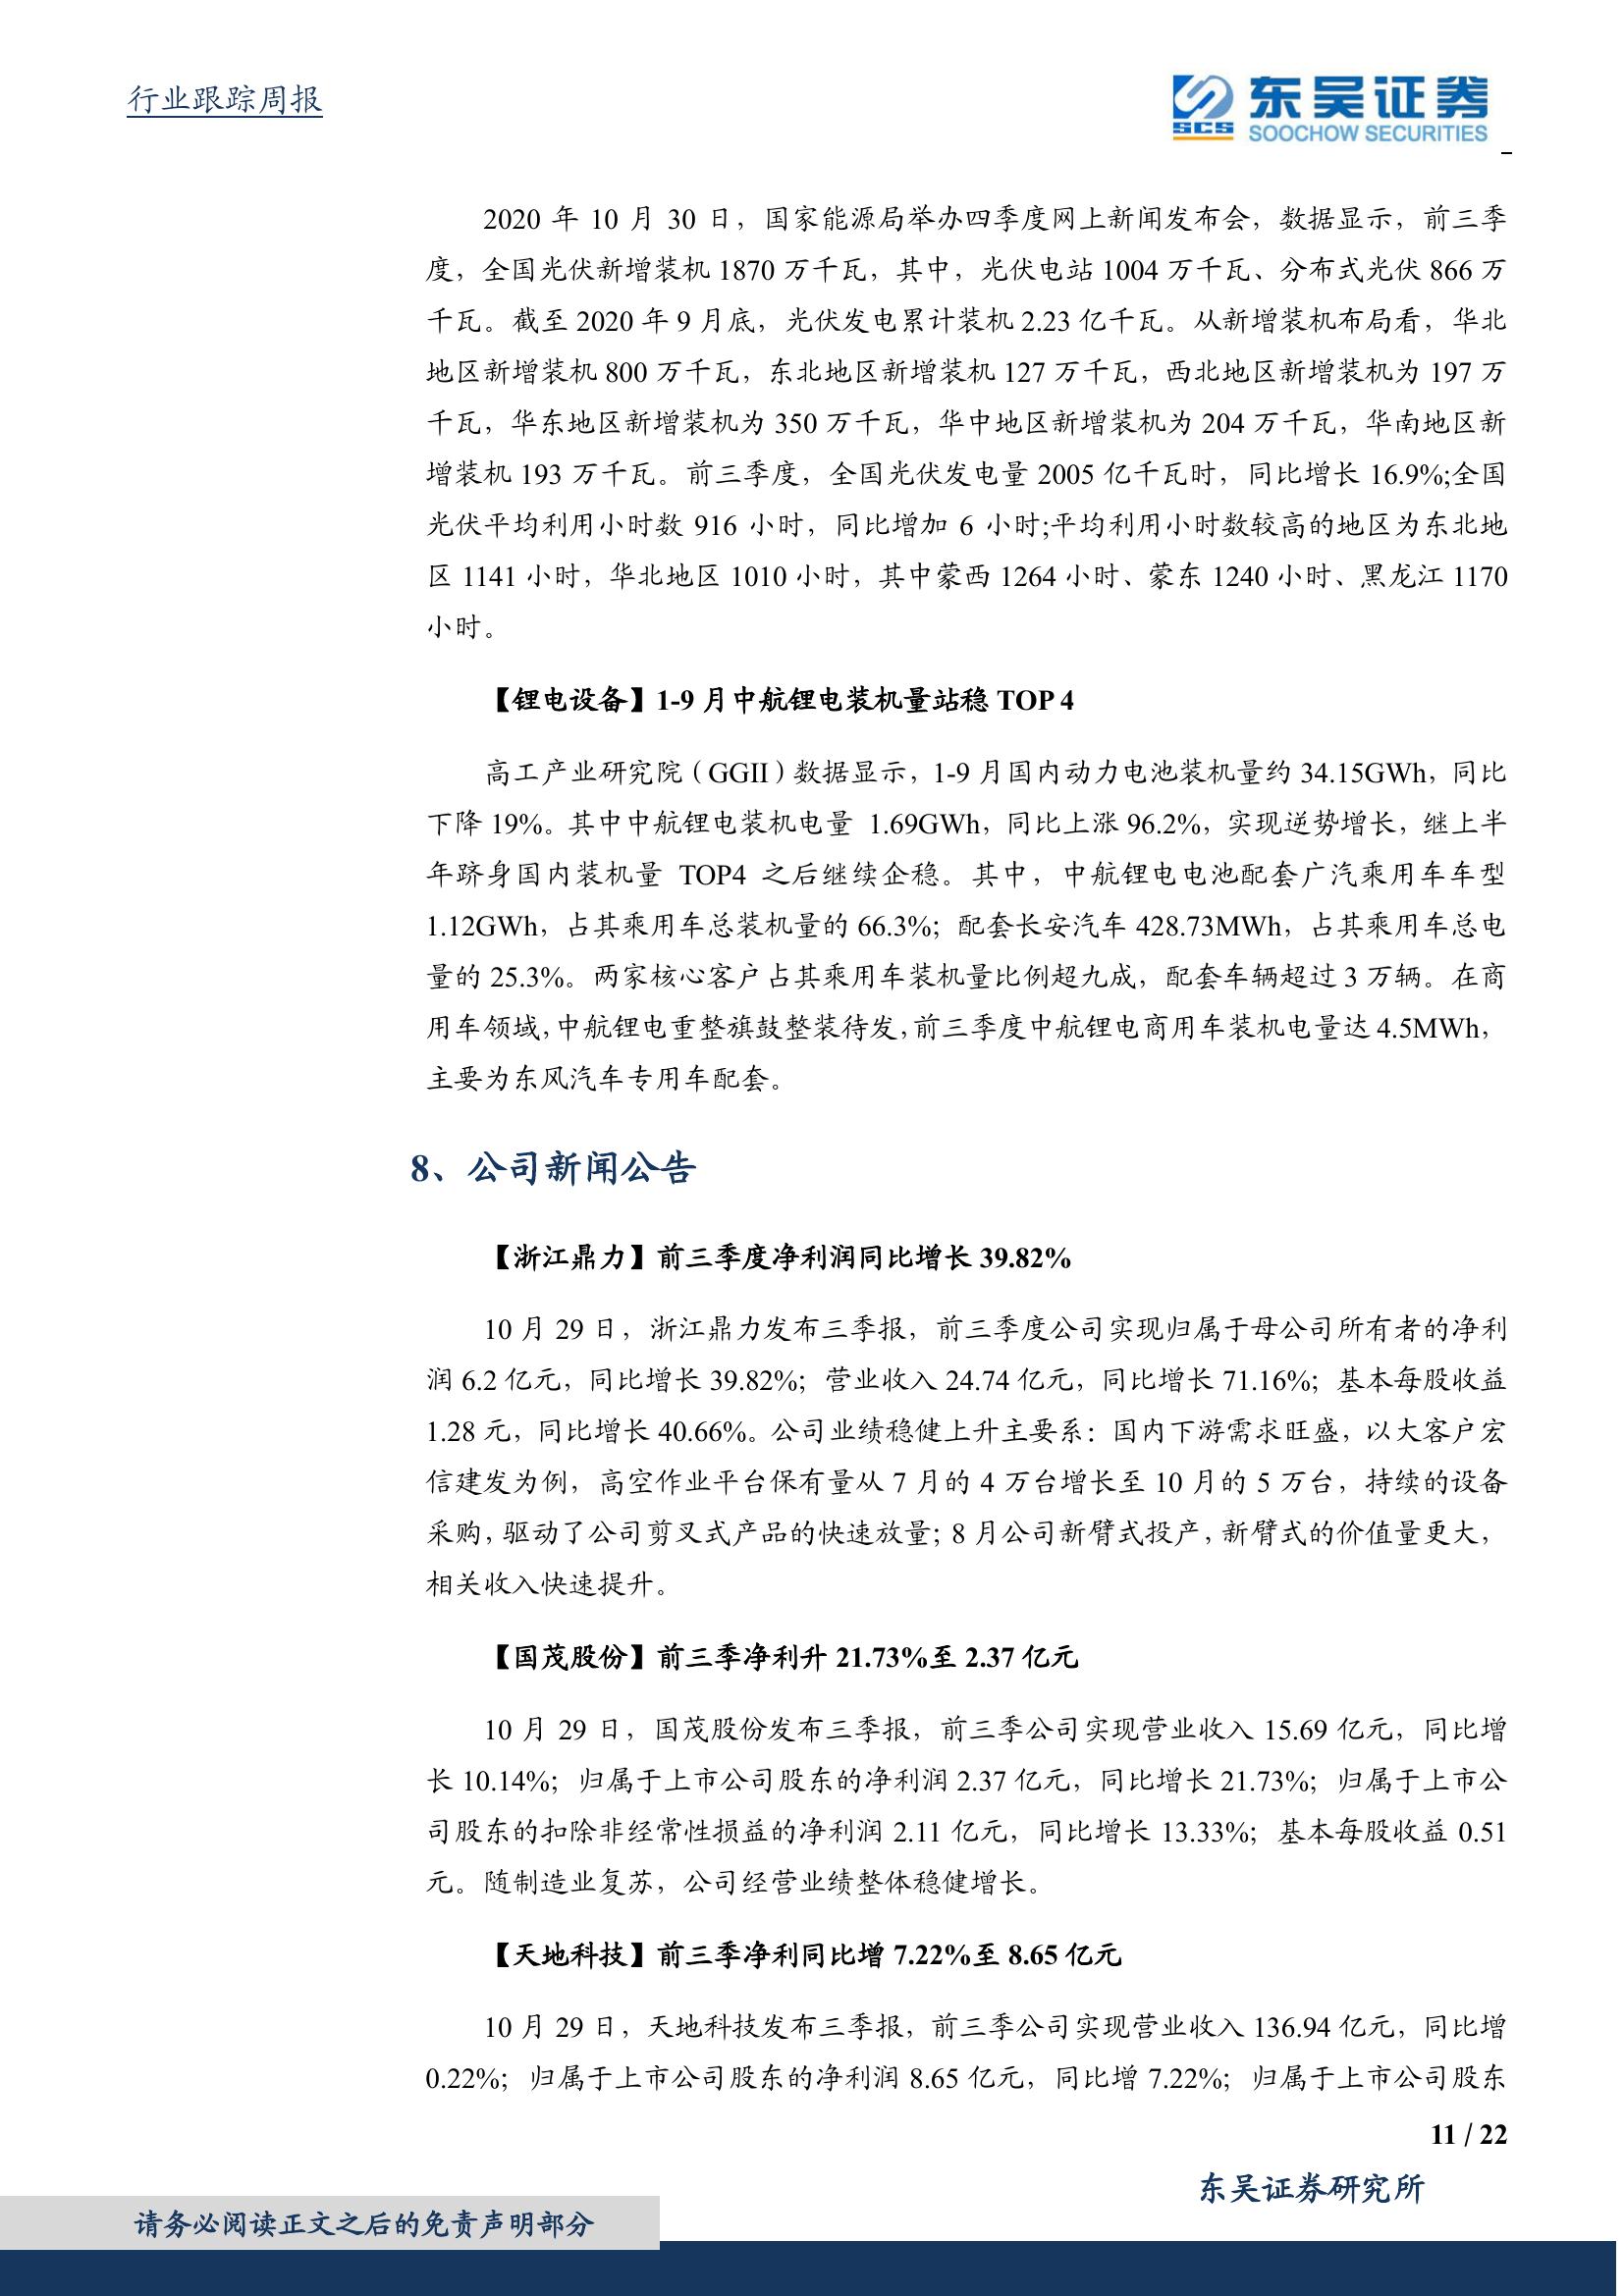 行业跟踪周报
SCS
东吴证券
SOOCHOW SECURITIES
2020 年 10 月 30 日，国家能源局举办四季度网上新闻发布会，数据显示，前三季
度，全国光伏新增装机 1870 万千瓦，其中，光伏电站 1004 万千瓦、分布式光伏 866 万
千瓦。截至 2020 年 9 月底，光伏发电累计装机 2.23 亿千瓦。从新增装机布局看，华北
地区新增装机 800 万千瓦，东北地区新增装机 127 万千瓦，西北地区新增装机为 197 万
千瓦，华东地区新增装机为 350 万千瓦，华中地区新增装机为 204 万千瓦，华南地区新
增装机 193 万千瓦。前三季度，全国光伏发电量 2005 亿千瓦时，同比增长 16.9%;全国
光伏平均利用小时数 916 小时，同比增加 6 小时;平均利用小时数较高的地区为东北地
区 1141 小时，华北地区 1010 小时，其中蒙西 1264 小时、蒙东 1240 小时、黑龙江 1170
小时。
【锂电设备】1-9 月中航锂电装机量站稳 TOP 4
高工产业研究院（GGII）数据显示，1-9 月国内动力电池装机量约 34.15GWh，同比
下降 19%。其中中航锂电装机电量 1.69GWh，同比上涨 96.2%，实现逆势增长，继上半
年跻身国内装机量 TOP4 之后继续企稳。其中，中航锂电电池配套广汽乘用车车型
1.12GWh，占其乘用车总装机量的 66.3%；配套长安汽车 428.73MWh，占其乘用车总电
量的 25.3%。两家核心客户占其乘用车装机量比例超九成，配套车辆超过 3 万辆。在商
用车领域，中航锂电重整旗鼓整装待发，前三季度中航锂电商用车装机电量达 4.5MWh，
主要为东风汽车专用车配套。
8、公司新闻公告
【浙江鼎力】前三季度净利润同比增长 39.82%
10 月 29 日，浙江鼎力发布三季报，前三季度公司实现归属于母公司所有者的净利
润 6.2 亿元，同比增长 39.82%；营业收入 24.74 亿元，同比增长 71.16%；基本每股收益
1.28 元，同比增长 40.66%。公司业绩稳健上升主要系：国内下游需求旺盛，以大客户宏
信建发为例，高空作业平台保有量从 7 月的 4 万台增长至 10 月的 5 万台，持续的设备
采购，驱动了公司剪叉式产品的快速放量；8 月公司新臂式投产，新臂式的价值量更大，
相关收入快速提升。
【国茂股份】前三季净利升 21.73%至 2.37 亿元
10 月 29 日，国茂股份发布三季报，前三季公司实现营业收入 15.69 亿元，同比增
长 10.14%；归属于上市公司股东的净利润 2.37 亿元，同比增长 21.73%；归属于上市公
司股东的扣除非经常性损益的净利润 2.11 亿元，同比增长 13.33%；基本每股收益 0.51
元。随制造业复苏，公司经营业绩整体稳健增长。
【天地科技】前三季净利同比增 7.22%至 8.65 亿元
10 月 29 日，天地科技发布三季报，前三季公司实现营业收入 136.94 亿元，同比增
0.22%；归属于上市公司股东的净利润 8.65 亿元，同比增 7.22%；归属于上市公司股东
11 / 22
东吴证券研究所
请务必阅读正文之后的免责声明部分